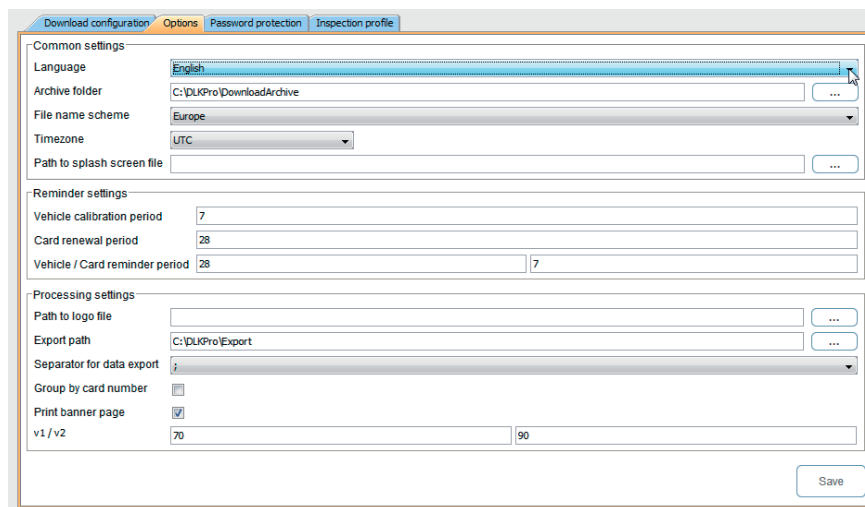 Download configuration Options Password protection Inspection profile
Common settings
Language English
Archive folder C:\DLKPro\DownloadArchive ...
File name scheme Europe
Timezone UTC
Path to splash screen file ...
Reminder settings
Vehicle calibration period 7
Card renewal period 28
Vehicle / Card reminder period 28 7
Processing settings
Path to logo file ...
Export path C:\DLKPro\Export ...
Separator for data export ;
Group by card number
Print banner page
v1 / v2 70 90
Save